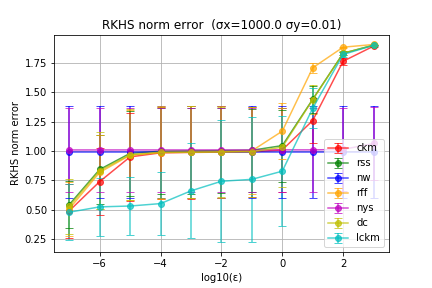 RKHS norm error (σx=1000.0 σy=0.01)
RKHS norm error
1.75
1.50
1.25
1.00
0.75
0.50
0.25
−6
−4
−2
0
2
log10(ε)
ckm
rss
nw
rff
nys
dc
lckm